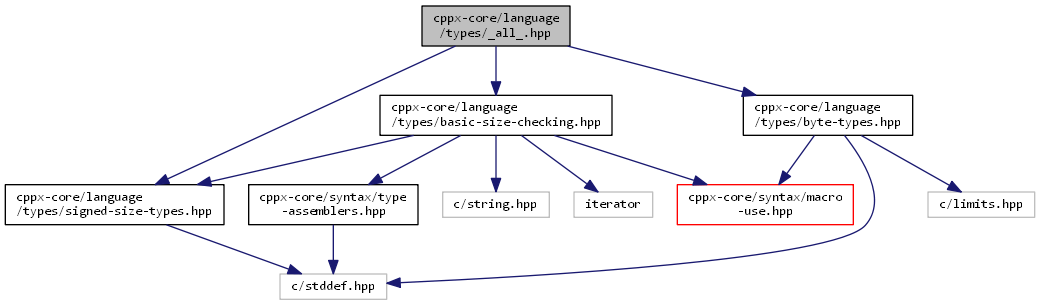 cppx-core/language
/types/_all_.hpp
cppx-core/language
/types/basic-size-checking.hpp
cppx-core/language
/types/byte-types.hpp
cppx-core/language
/types/signed-size-types.hpp
cppx-core/syntax/type
-assemblers.hpp
c/string.hpp
iterator
cppx-core/syntax/macro
-use.hpp
c/limits.hpp
c/stddef.hpp